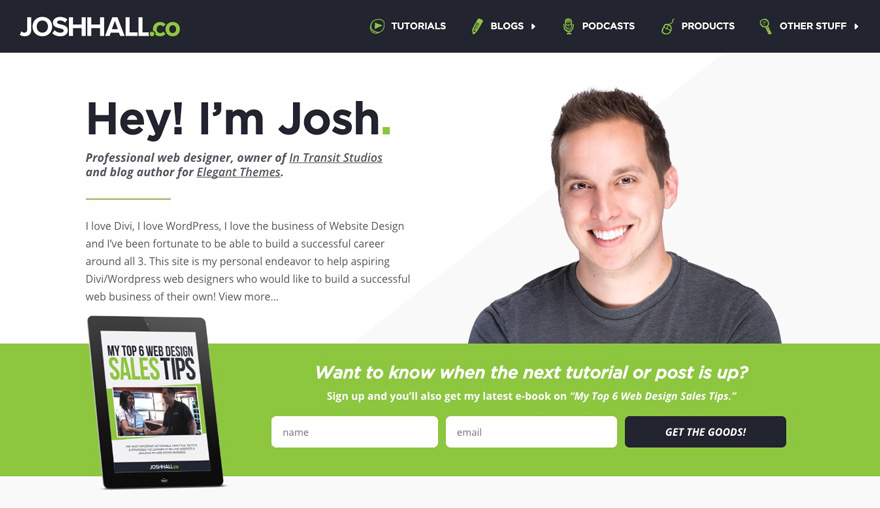 JOSHHALL.co
TUTORIALS
BLOGS
PODCASTS
PRODUCTS
OTHER STUFF
Hey! I'm Josh.
Professional web designer, owner of In Transit Studios
and blog author for Elegant Themes.
I love Divi, I love WordPress, I love the business of Website Design
and I've been fortunate to be able to build a successful career
around all 3. This site is my personal endeavor to help aspiring
Divi/Wordpress web designers who would like to build a successful
web business of their own! View more...
MY TOP 6 WEB DESIGN
SALES TIPS
JOSHHALL.co
Want to know when the next tutorial or post is up?
Sign up and you'll also get my latest e-book on “My Top 6 Web Design Sales Tips.”
name
email
GET THE GOODS!